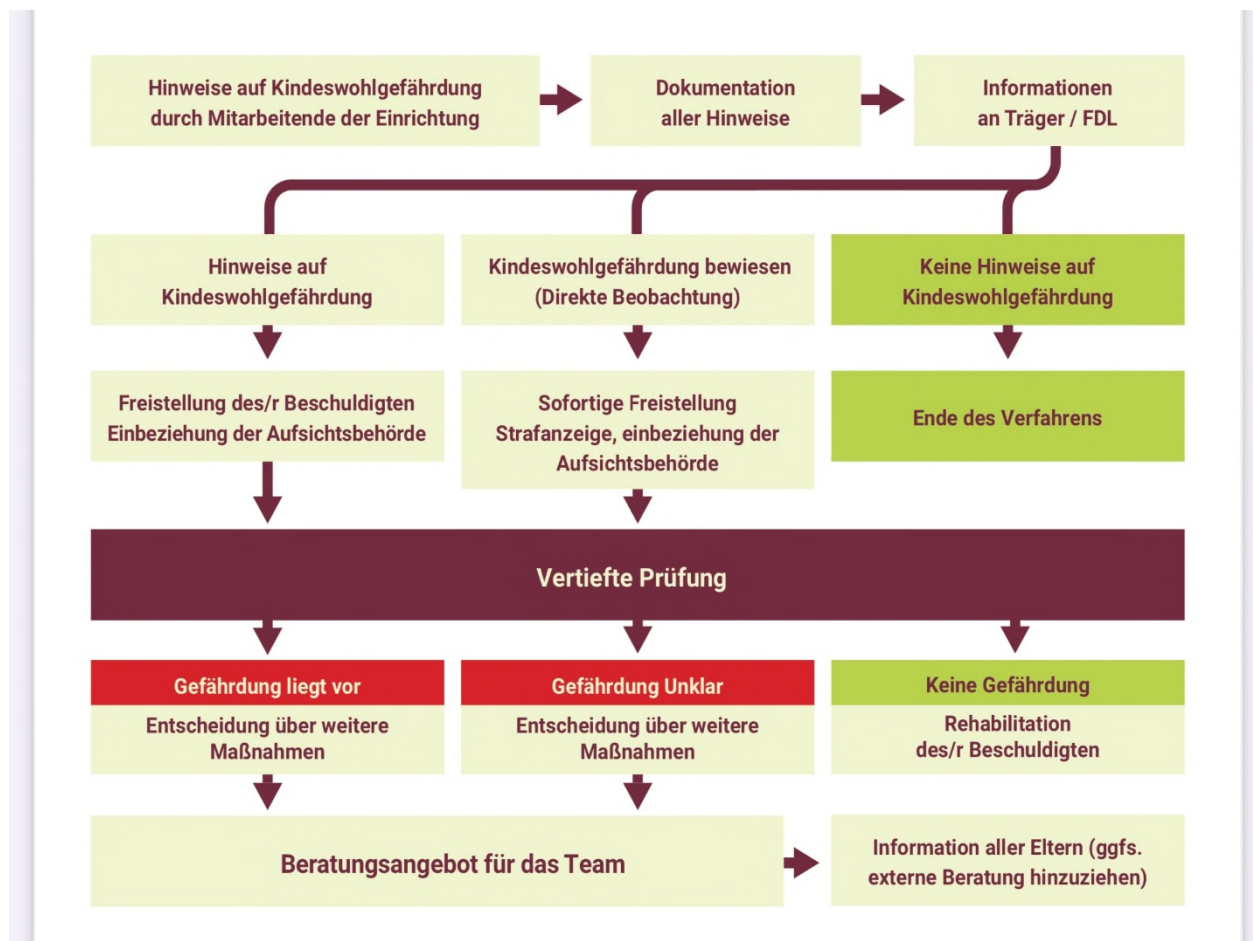 Hinweise auf Kindeswohlgefährdung
durch Mitarbeitende der Einrichtung
Dokumentation
aller Hinweise
Informationen
an Träger / FDL
Hinweise auf
Kindeswohlgefährdung
Kindeswohlgefährdung bewiesen
(Direkte Beobachtung)
Keine Hinweise auf
Kindeswohlgefährdung
Freistellung des/r Beschuldigten
Einbeziehung der Aufsichtsbehörde
Sofortige Freistellung
Strafanzeige, einbeziehung der
Aufsichtsbehörde
Ende des Verfahrens
Vertiefte Prüfung
Gefährdung liegt vor
Entscheidung über weitere
Maßnahmen
Gefährdung Unklar
Entscheidung über weitere
Maßnahmen
Keine Gefährdung
Rehabilitation
des/r Beschuldigten
Beratungsangebot für das Team
Information aller Eltern (ggfs.
externe Beratung hinzuziehen)